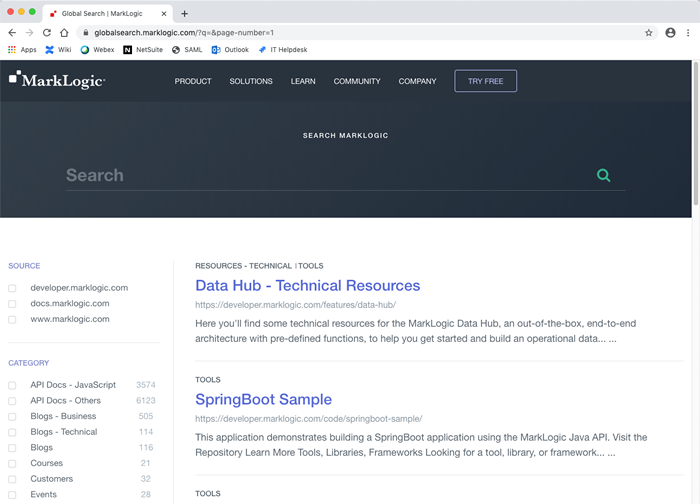 Global Search | MarkLogic
globalsearch.marklogic.com/?q=&page-number=1
Apps Wiki Webex NetSuite SAML Outlook IT Helpdesk
MarkLogic PRODUCT SOLUTIONS LEARN COMMUNITY COMPANY TRY FREE
SEARCH MARKLOGIC
Search
SOURCE
developer.marklogic.com
docs.marklogic.com
www.marklogic.com
CATEGORY
API Docs - JavaScript 3574
API Docs - Others 6123
Blogs - Business 505
Blogs - Technical 114
Blogs 116
Courses 21
Customers 32
Events 28
RESOURCES - TECHNICAL | TOOLS
Data Hub - Technical Resources
https://developer.marklogic.com/features/data-hub/
Here you'll find some technical resources for the MarkLogic Data Hub, an out-of-the-box, end-to-end
architecture with pre-defined functions, to help you get started and build an operational data... ...
TOOLS
SpringBoot Sample
https://developer.marklogic.com/code/springboot-sample/
This application demonstrates building a SpringBoot application using the MarkLogic Java API. Visit the
Repository Learn More Tools, Libraries, Frameworks Looking for a tool, library, or framework... ...
TOOLS